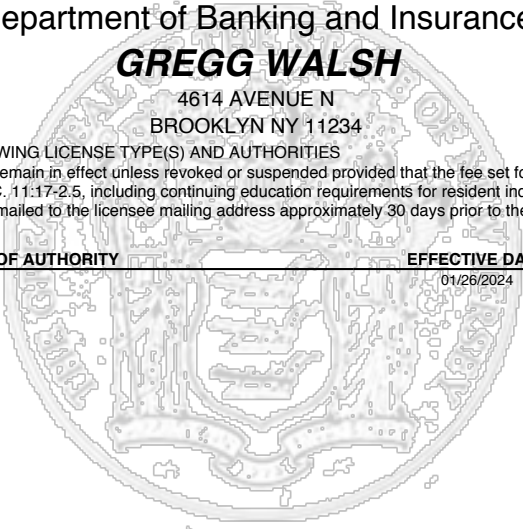 epartment of Banking and Insurance
GREGG WALSH
4614 AVENUE N
BROOKLYN NY 11234
WING LICENSE TYPE(S) AND AUTHORITIES
emain in effect unless revoked or suspended provided that the fee set fo
C. 11:17-2.5, including continuing education requirements for resident ind
mailed to the licensee mailing address approximately 30 days prior to the
OF AUTHORITY EFFECTIVE DA
01/26/2024